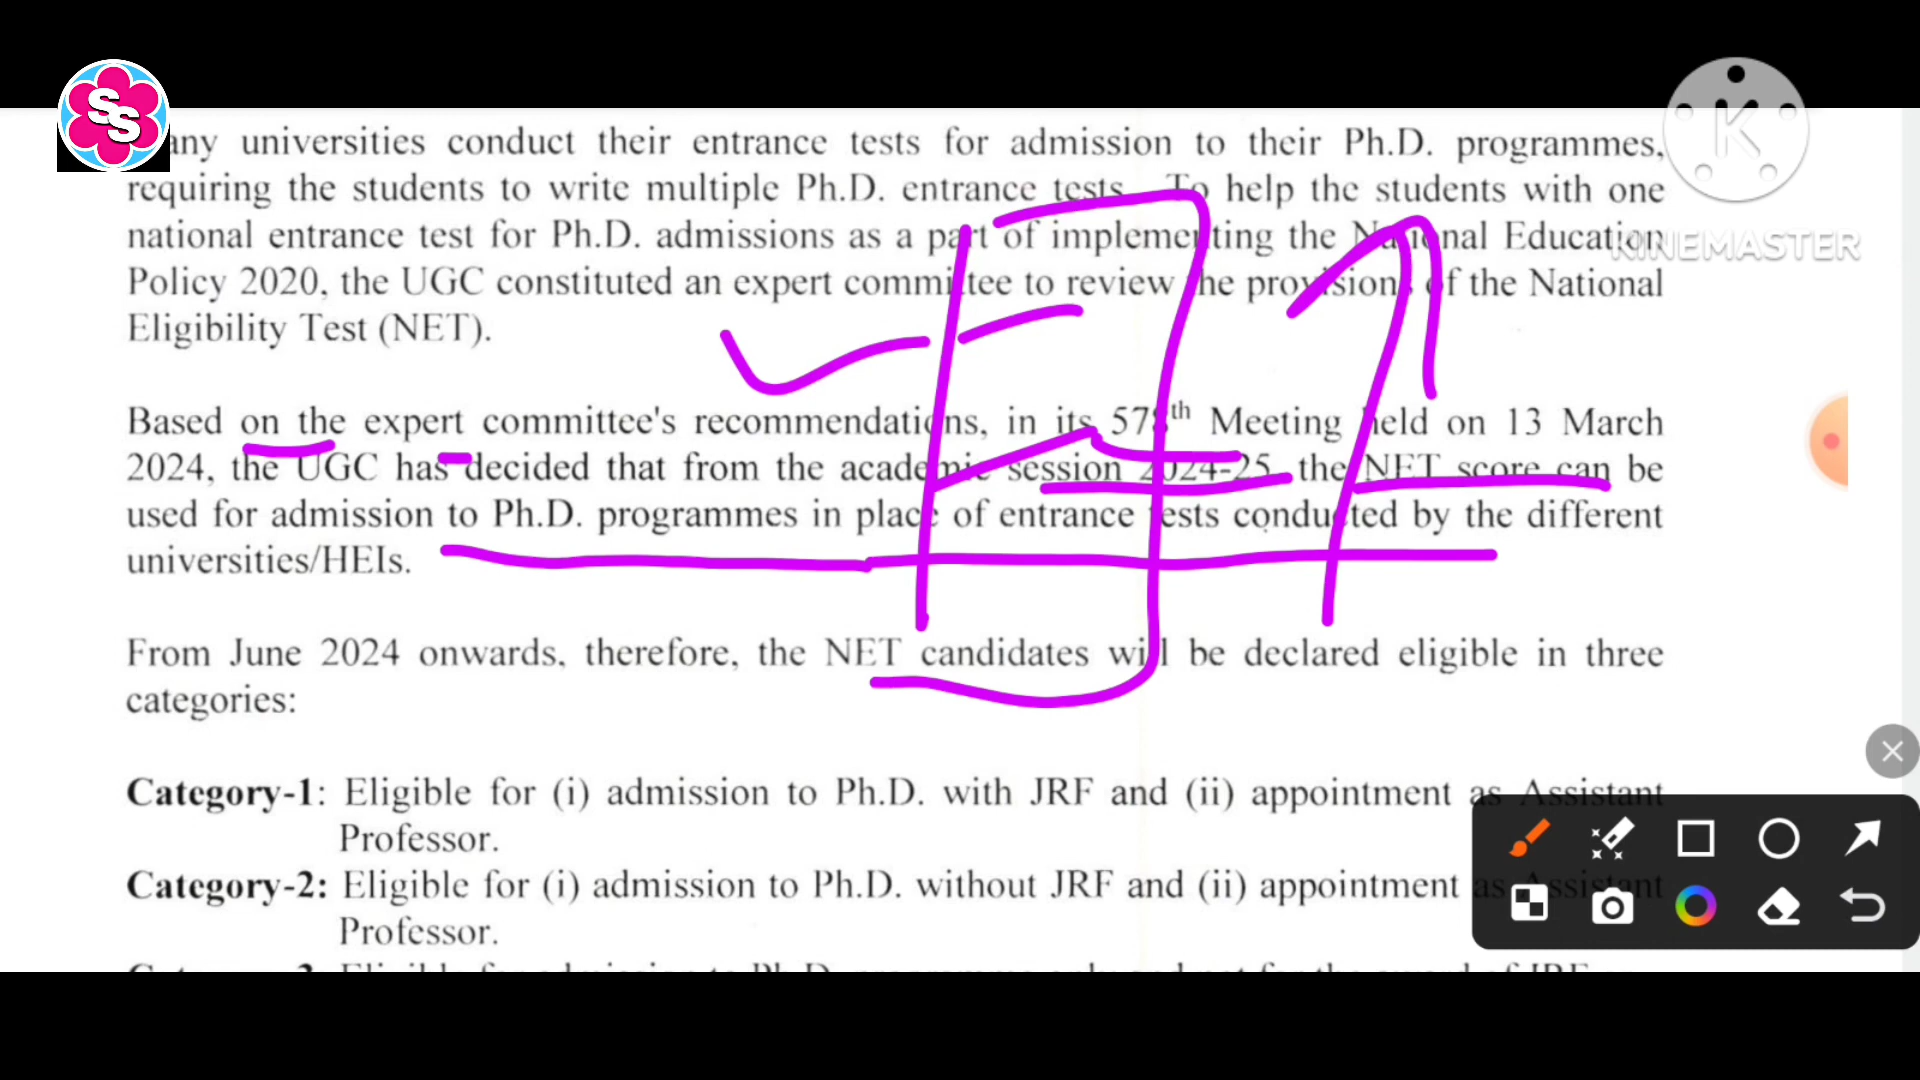 SS
any universities conduct their entrance tests for admission to their Ph.D. programmes,
requiring the students to write multiple Ph.D. entrance tests. To help the students with one
national entrance test for Ph.D. admissions as a part of implementing the National Education
KINEMASTER
Policy 2020, the UGC constituted an expert committee to review the provisions of the National
Eligibility Test (NET).
Based on the expert committee's recommendations, in its 578th Meeting held on 13 March
2024, the UGC has decided that from the academic session 2024-25, the NET score can be
used for admission to Ph.D. programmes in place of entrance tests conducted by the different
universities/HEIs.
From June 2024 onwards, therefore, the NET candidates will be declared eligible in three
categories:
Category-1: Eligible for (i) admission to Ph.D. with JRF and (ii) appointment as Assistant
Professor.
Category-2: Eligible for (i) admission to Ph.D. without JRF and (ii) appointment as Assistant
Professor.